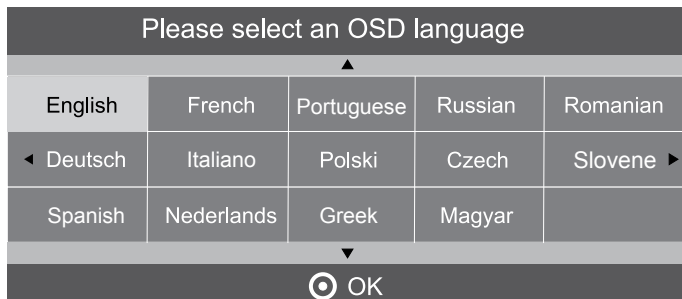 Please select an OSD language
English French Portuguese Russian Romanian
Deutsch Italiano Polski Czech Slovene
Spanish Nederlands Greek Magyar
OK